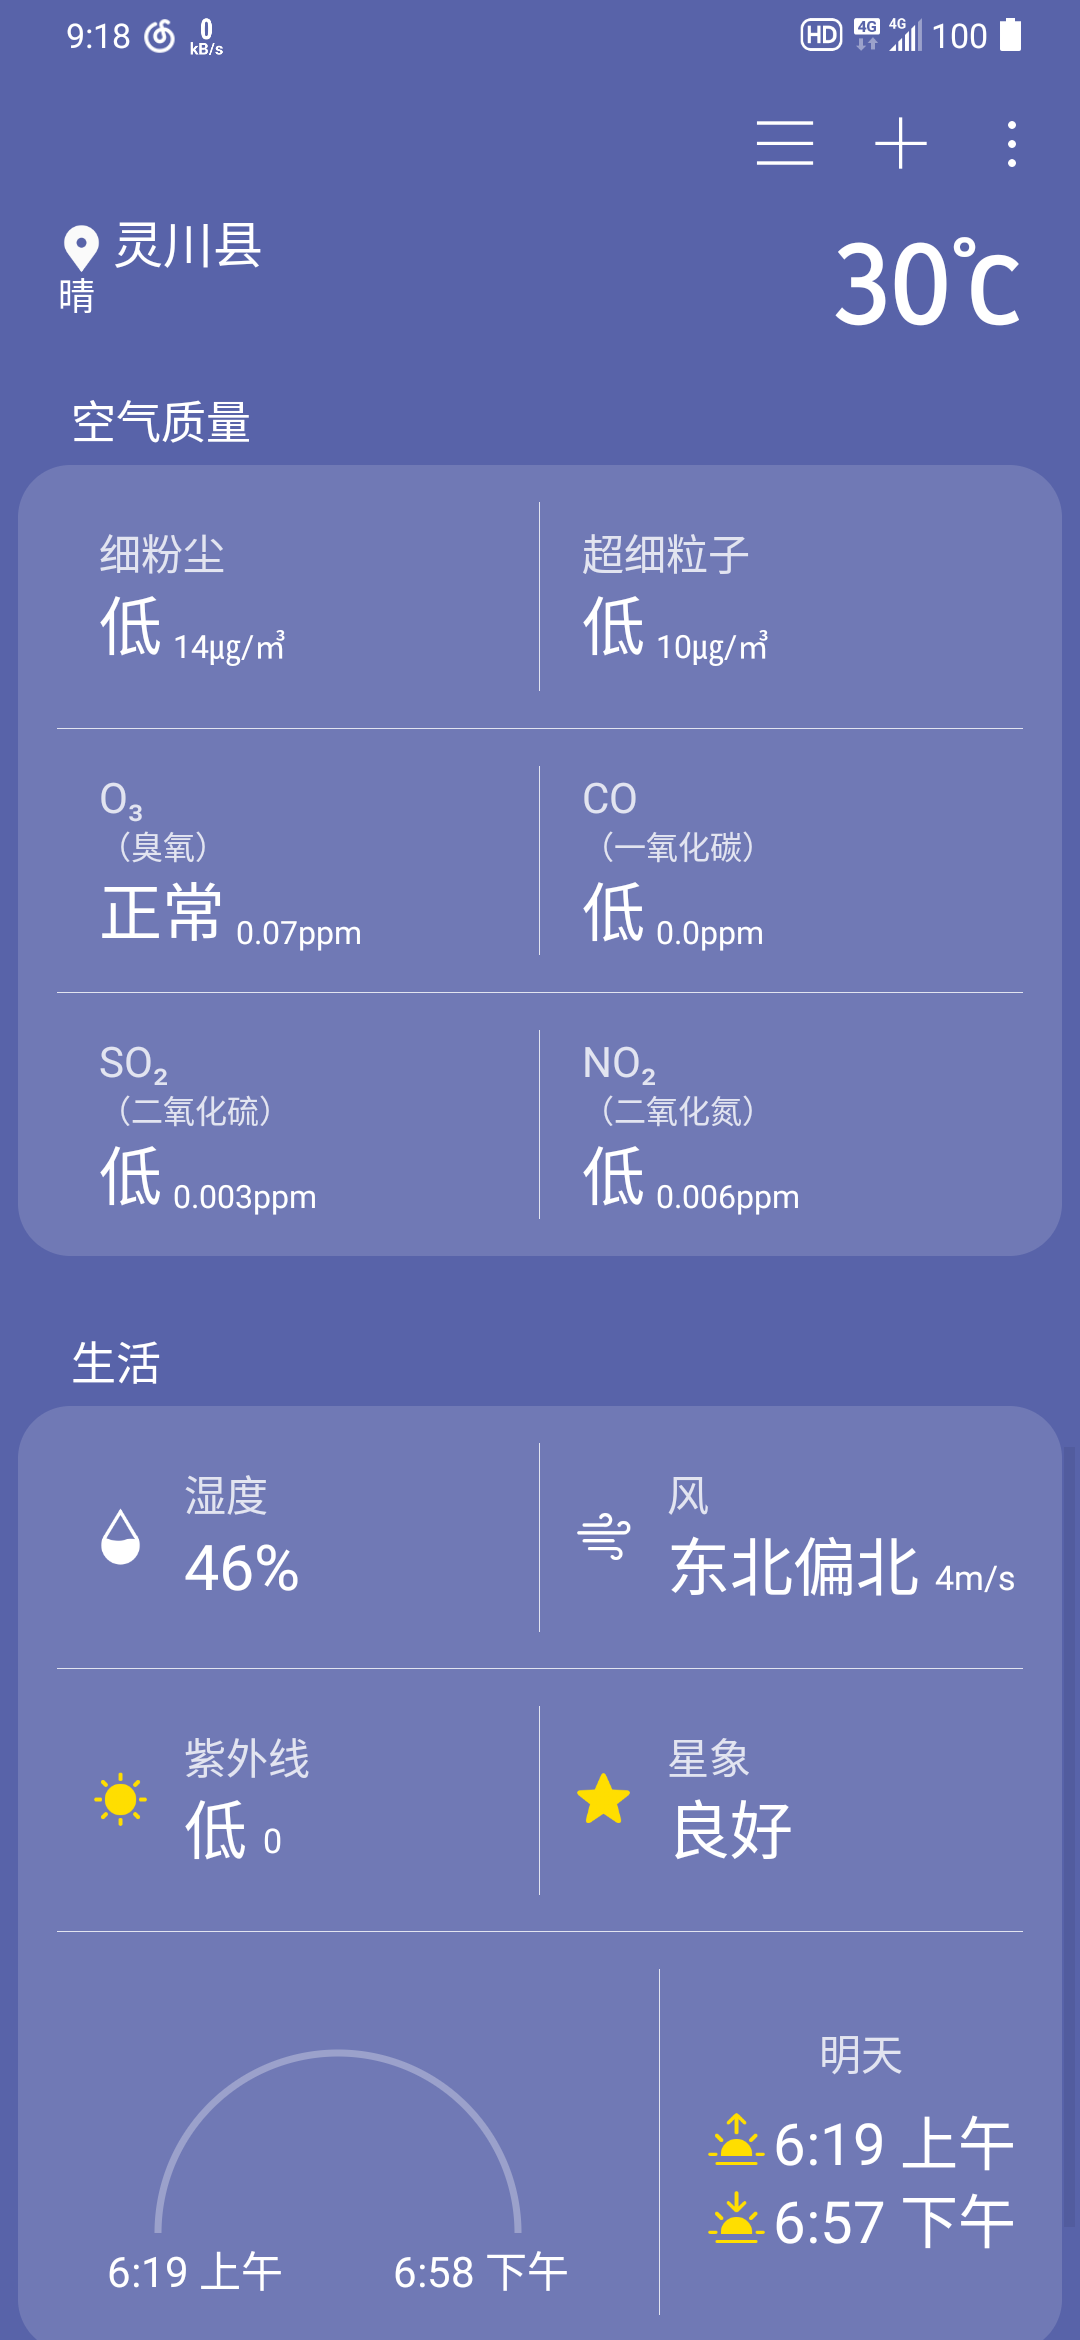 9:18 0 kB/s HD 4G 4G 100
灵川县
晴
30℃
空气质量
细粉尘
低 14μg/㎥
超细粒子
低 10μg/㎥
O₃
（臭氧）
正常 0.07ppm
CO
（一氧化碳）
低 0.0ppm
SO₂
（二氧化硫）
低 0.003ppm
NO₂
（二氧化氮）
低 0.006ppm
生活
湿度
46%
风
东北偏北 4m/s
紫外线
低 0
星象
良好
6:19 上午 6:58 下午
明天
6:19 上午
6:57 下午